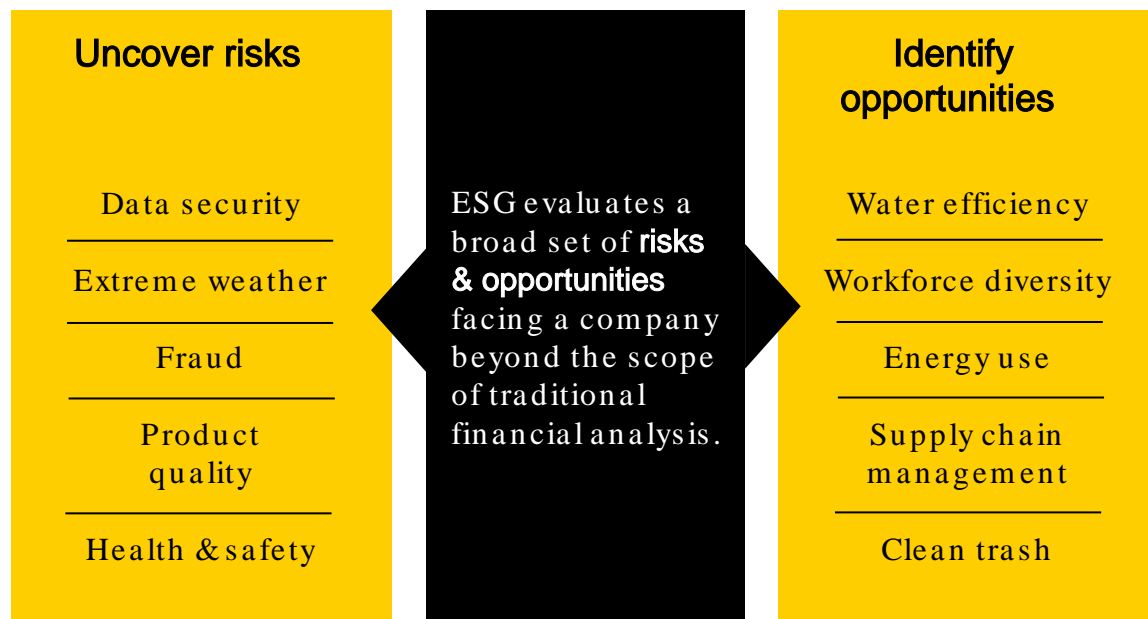 Uncover risks
Data security
Extreme weather
Fraud
Product
quality
Health & safety
ESG evaluates a
broad set of risks
& opportunities
facing a company
beyond the scope
of traditional
financial analysis.
Identify
opportunities
Water efficiency
Workforce diversity
Energy use
Supply chain
management
Clean trash